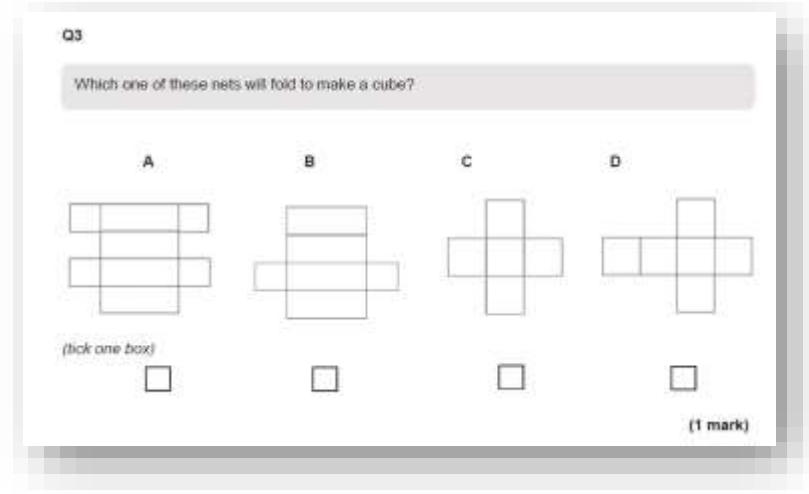 Q3
Which one of these nets will fold to make a cube?
A B C D
(tick one box)
(1 mark)